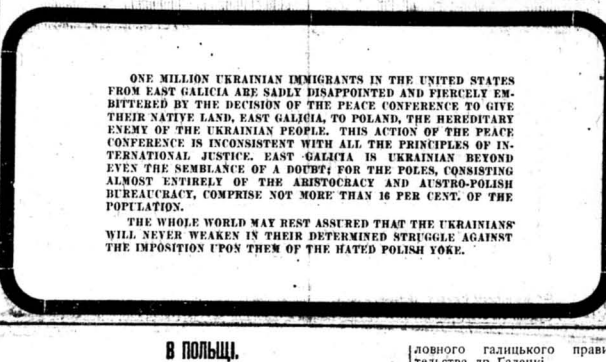 ONE MILLION UKRAINIAN IMMIGRANTS IN THE UNITED STATES
FROM EAST GALICIA ARE SADLY DISAPPOINTED AND FIERCELY EM-
BITTERED BY THE DECISION OF THE PEACE CONFERENCE TO GIVE
THEIR NATIVE LAND, EAST GALICIA, TO POLAND, THE HEREDITARY
ENEMY OF THE UKRAINIAN PEOPLE. THIS ACTION OF THE PEACE
CONFERENCE IS INCONSISTENT WITH ALL THE PRINCIPLES OF IN-
TERNATIONAL JUSTICE. EAST GALICIA IS UKRAINIAN BEYOND
EVEN THE SEMBLANCE OF A DOUBT; FOR THE POLES, CONSISTING
ALMOST ENTIRELY OF THE ARISTOCRACY AND AUSTRO-POLISH
BUREAUCRACY, COMPRISE NOT MORE THAN 16 PER CENT. OF THE
POPULATION.
THE WHOLE WORLD MAY REST ASSURED THAT THE UKRAINIANS
WILL NEVER WEAKEN IN THEIR DETERMINED STRUGGLE AGAINST
THE IMPOSITION UPON THEM OF THE HATED POLISH YOKE.
В ПОЛЬЩІ.
ловного галицького прави